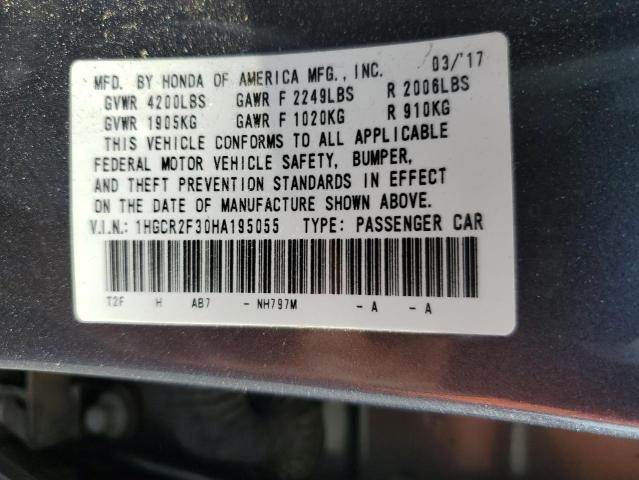 MFD. BY HONDA OF AMERICA MFG., INC. 03/'17
GVWR 4200LBS GAWR F 2249LBS R 2006LBS
GVWR 1905KG GAWR F 1020KG R 910KG
THIS VEHICLE CONFORMS TO ALL APPLICABLE
FEDERAL MOTOR VEHICLE SAFETY, BUMPER,
AND THEFT PREVENTION STANDARDS IN EFFECT
ON THE DATE OF MANUFACTURE SHOWN ABOVE.
V.I.N.: 1HGCR2F30HA195055 TYPE: PASSENGER CAR
T2F H AB7 - NH797M - A - A